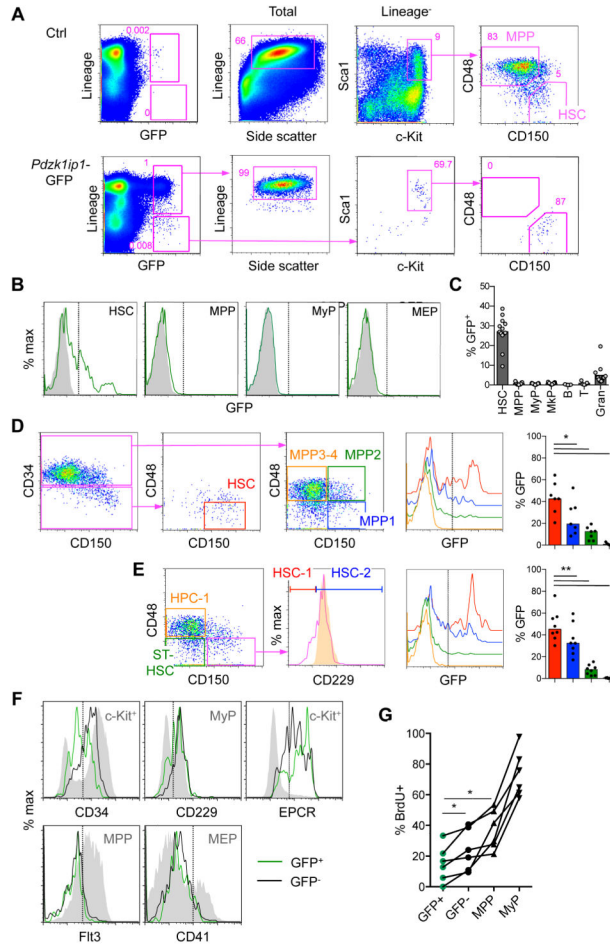 A
Total
Lineage-
Ctrl
0.002
0
Lineage
GFP
66
Lineage
Side scatter
9
Sca1
c-Kit
83 MPP
5
HSC
CD48
CD150
Pdzk1ip1-
GFP
1
Lineage
GFP
99
Lineage
Side scatter
69.7
Sca1
c-Kit
0
87
CD48
CD150
B
% max
HSC
MPP
MyP
MEP
GFP
C
% GFP+
50
40
30
20
10
0
HSC
MPP
MyP
MkP
B
T
Gran
D
CD34
CD150
CD48
HSC
CD150
CD48
MPP3-4
MPP2
MPP1
CD150
GFP
% GFP
100
80
60
40
20
0
*
E
CD48
HPC-1
ST-
HSC
CD150
% max
HSC-1
HSC-2
CD229
GFP
% GFP
100
80
60
40
20
0
**
F
% max
c-Kit+
CD34
MyP
CD229
c-Kit+
EPCR
MPP
Flt3
MEP
CD41
GFP+
GFP-
G
% BrdU+
100
80
60
40
20
0
*
*
GFP+
GFP-
MPP
MyP